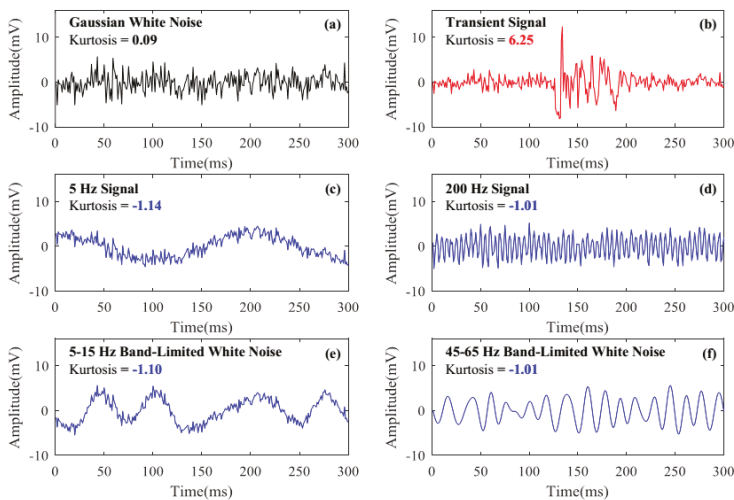 Gaussian White Noise (a)
Kurtosis = 0.09
Amplitude(mV)
10
0
-10
0 50 100 150 200 250 300
Time(ms)
Transient Signal (b)
Kurtosis = 6.25
Amplitude(mV)
10
0
-10
0 50 100 150 200 250 300
Time(ms)
5 Hz Signal (c)
Kurtosis = -1.14
Amplitude(mV)
10
0
-10
0 50 100 150 200 250 300
Time(ms)
200 Hz Signal (d)
Kurtosis = -1.01
Amplitude(mV)
10
0
-10
0 50 100 150 200 250 300
Time(ms)
5-15 Hz Band-Limited White Noise (e)
Kurtosis = -1.10
Amplitude(mV)
10
0
-10
0 50 100 150 200 250 300
Time(ms)
45-65 Hz Band-Limited White Noise (f)
Kurtosis = -1.01
Amplitude(mV)
10
0
-10
0 50 100 150 200 250 300
Time(ms)